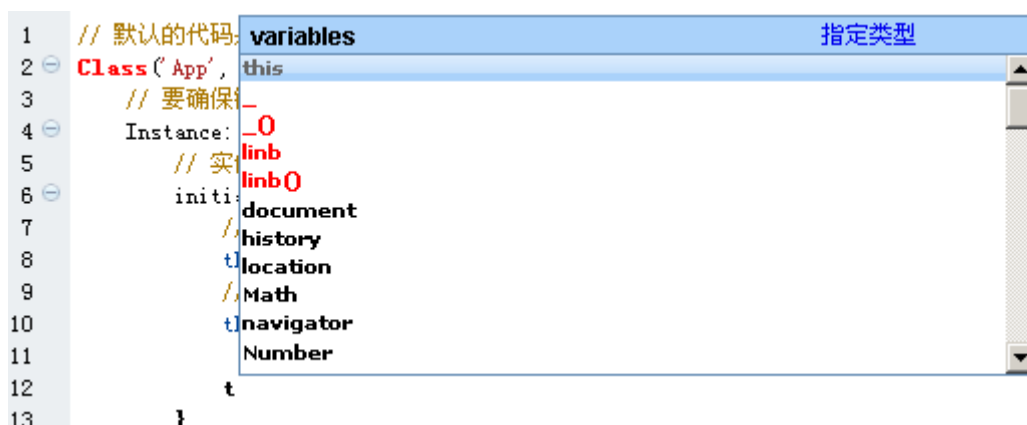 1 // 默认的代码
2 Class('App',
3 // 要确保
4 Instance:
5 // 实
6 initi
7 //
8 t
9 //
10 t
11
12 t
13 }
variables 指定类型
this
_
_()
linb
linb()
document
history
location
Math
navigator
Number